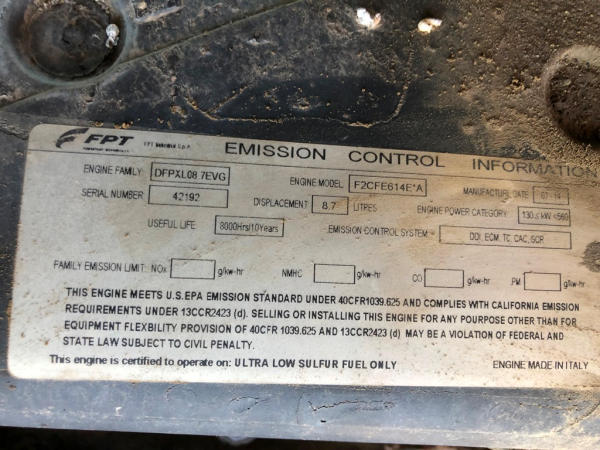 FPT FPT Industrial S.p.A. EMISSION CONTROL INFORMATION
ENGINE FAMILY DFPXL08.7EVG ENGINE MODEL F2CFE614E*A MANUFACTURE DATE 07-14
SERIAL NUMBER 42192 DISPLACEMENT 8.7 LITRES ENGINE POWER CATEGORY 130≤ kW <560
USEFUL LIFE 8000Hrs/10Years EMISSION CONTROL SYSTEM DDI, ECM, TC, CAC, SCR
FAMILY EMISSION LIMIT: NOx g/kw-hr NMHC g/kw-hr CO g/kw-hr PM g/kw-hr
THIS ENGINE MEETS U.S.EPA EMISSION STANDARD UNDER 40CFR1039.625 AND COMPLIES WITH CALIFORNIA EMISSION
REQUIREMENTS UNDER 13CCR2423 (d). SELLING OR INSTALLING THIS ENGINE FOR ANY POURPOSE OTHER THAN FOR
EQUIPMENT FLEXBILITY PROVISION OF 40CFR 1039.625 AND 13CCR2423 (d) MAY BE A VIOLATION OF FEDERAL AND
STATE LAW SUBJECT TO CIVIL PENALTY.
This engine is certified to operate on: ULTRA LOW SULFUR FUEL ONLY ENGINE MADE IN ITALY